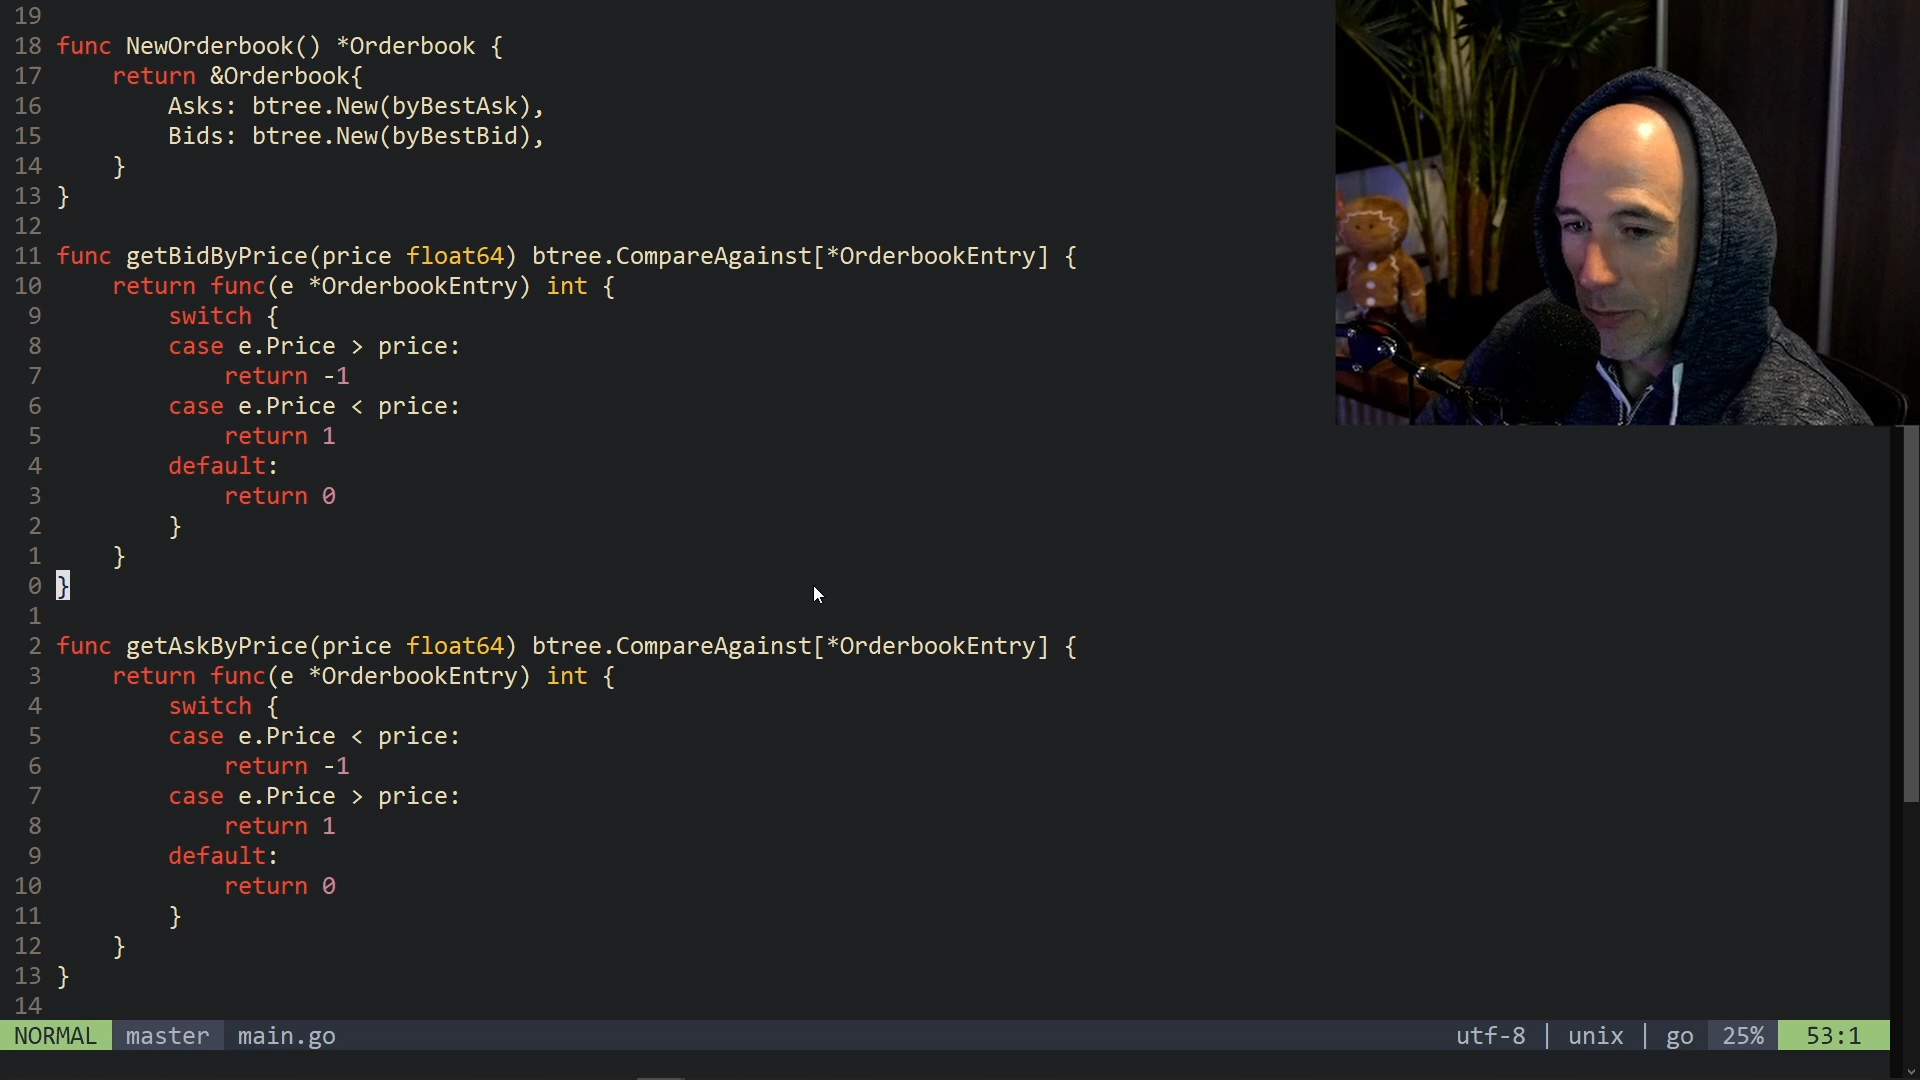 19
18 func NewOrderbook() *Orderbook {
17     return &Orderbook{
16         Asks: btree.New(byBestAsk),
15         Bids: btree.New(byBestBid),
14     }
13 }
12
11 func getBidByPrice(price float64) btree.CompareAgainst[*OrderbookEntry] {
10     return func(e *OrderbookEntry) int {
9         switch {
8         case e.Price > price:
7             return -1
6         case e.Price < price:
5             return 1
4         default:
3             return 0
2         }
1     }
0 }
1
2 func getAskByPrice(price float64) btree.CompareAgainst[*OrderbookEntry] {
3     return func(e *OrderbookEntry) int {
4         switch {
5         case e.Price < price:
6             return -1
7         case e.Price > price:
8             return 1
9         default:
10             return 0
11         }
12     }
13 }
14
NORMAL master main.go utf-8 | unix | go 25% 53:1